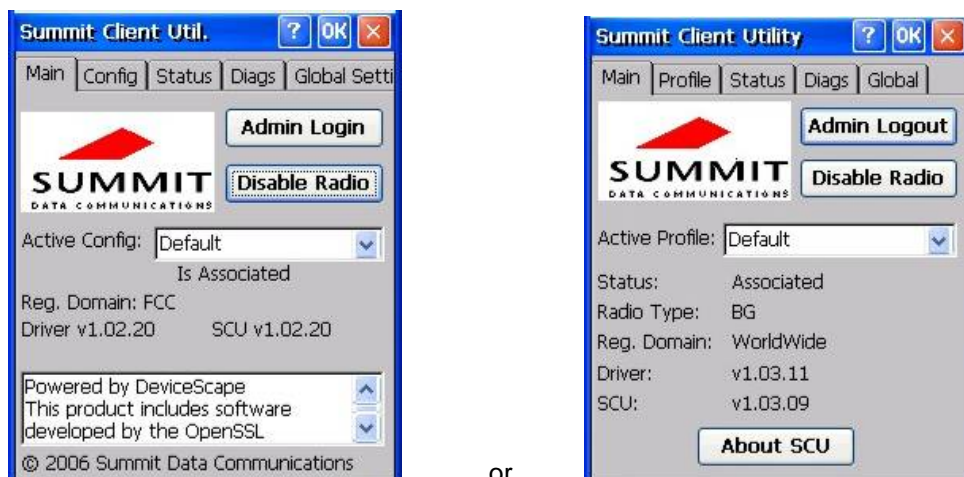 Summit Client Util.
? OK
Main Config Status Diags Global Setti
Admin Login
SUMMIT
DATA COMMUNICATIONS
Disable Radio
Active Config: Default
Is Associated
Reg. Domain: FCC
Driver v1.02.20 SCU v1.02.20
Powered by DeviceScape
This product includes software
developed by the OpenSSL
© 2006 Summit Data Communications
or
Summit Client Utility
? OK
Main Profile Status Diags Global
Admin Logout
SUMMIT
DATA COMMUNICATIONS
Disable Radio
Active Profile: Default
Status: Associated
Radio Type: BG
Reg. Domain: WorldWide
Driver: v1.03.11
SCU: v1.03.09
About SCU